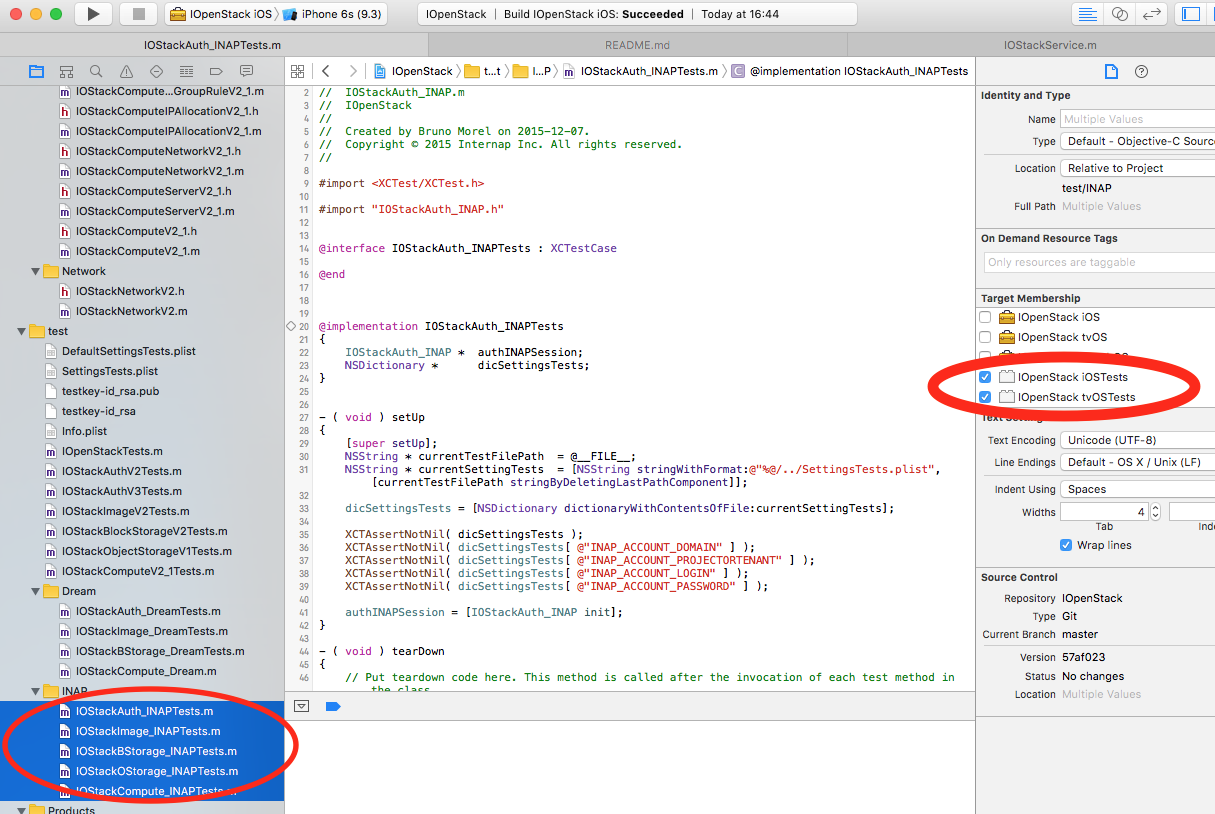 IOpenStack iOS
iPhone 6s (9.3)
IOpenStack | Build IOpenStack iOS: Succeeded | Today at 16:44
IOStackAuth_INAPTests.m
README.md
IOStackService.m
IOpenStack
t...t
I...P
IOStackAuth_INAPTests.m
C @implementation IOStackAuth_INAPTests
IOStackCompute...GroupRuleV2_1.m
IOStackComputeIPAllocationV2_1.h
IOStackComputeIPAllocationV2_1.m
IOStackComputeNetworkV2_1.h
IOStackComputeNetworkV2_1.m
IOStackComputeServerV2_1.h
IOStackComputeServerV2_1.m
IOStackComputeV2_1.h
IOStackComputeV2_1.m
Network
IOStackNetworkV2.h
IOStackNetworkV2.m
test
DefaultSettingsTests.plist
SettingsTests.plist
testkey-id_rsa.pub
testkey-id_rsa
Info.plist
IOpenStackTests.m
IOStackAuthV2Tests.m
IOStackAuthV3Tests.m
IOStackImageV2Tests.m
IOStackBlockStorageV2Tests.m
IOStackObjectStorageV1Tests.m
IOStackComputeV2_1Tests.m
Dream
IOStackAuth_DreamTests.m
IOStackImage_DreamTests.m
IOStackBStorage_DreamTests.m
IOStackCompute_Dream.m
INAP
IOStackAuth_INAPTests.m
IOStackImage_INAPTests.m
IOStackBStorage_INAPTests.m
IOStackOStorage_INAPTests.m
IOStackCompute_INAPTests.m
Products
2 // IOStackAuth_INAP.m
3 // IOpenStack
4 //
5 // Created by Bruno Morel on 2015-12-07.
6 // Copyright © 2015 Internap Inc. All rights reserved.
7 //
8
9 #import <XCTest/XCTest.h>
10
11 #import "IOStackAuth_INAP.h"
12
13
14 @interface IOStackAuth_INAPTests : XCTestCase
15
16 @end
17
18
19
20 @implementation IOStackAuth_INAPTests
21 {
22 IOStackAuth_INAP * authINAPSession;
23 NSDictionary * dicSettingsTests;
24 }
25
26
27 - ( void ) setUp
28 {
29 [super setUp];
30 NSString * currentTestFilePath = @__FILE__;
31 NSString * currentSettingTests = [NSString stringWithFormat:@"%@/../SettingsTests.plist",
[currentTestFilePath stringByDeletingLastPathComponent]];
32
33 dicSettingsTests = [NSDictionary dictionaryWithContentsOfFile:currentSettingTests];
34
35 XCTAssertNotNil( dicSettingsTests );
36 XCTAssertNotNil( dicSettingsTests[ @"INAP_ACCOUNT_DOMAIN" ] );
37 XCTAssertNotNil( dicSettingsTests[ @"INAP_ACCOUNT_PROJECTORTENANT" ] );
38 XCTAssertNotNil( dicSettingsTests[ @"INAP_ACCOUNT_LOGIN" ] );
39 XCTAssertNotNil( dicSettingsTests[ @"INAP_ACCOUNT_PASSWORD" ] );
40
41 authINAPSession = [IOStackAuth_INAP init];
42 }
43
44 - ( void ) tearDown
45 {
46 // Put teardown code here. This method is called after the invocation of each test method in
the class
Identity and Type
Name Multiple Values
Type Default - Objective-C Source
Location Relative to Project
test/INAP
Full Path Multiple Values
On Demand Resource Tags
Only resources are taggable
Target Membership
IOpenStack iOS
IOpenStack tvOS
IOpenStack iOSTests
IOpenStack tvOSTests
Text Encoding Unicode (UTF-8)
Line Endings Default - OS X / Unix (LF)
Indent Using Spaces
Widths 4
Tab
Wrap lines
Source Control
Repository IOpenStack
Type Git
Current Branch master
Version 57af023
Status No changes
Location Multiple Values